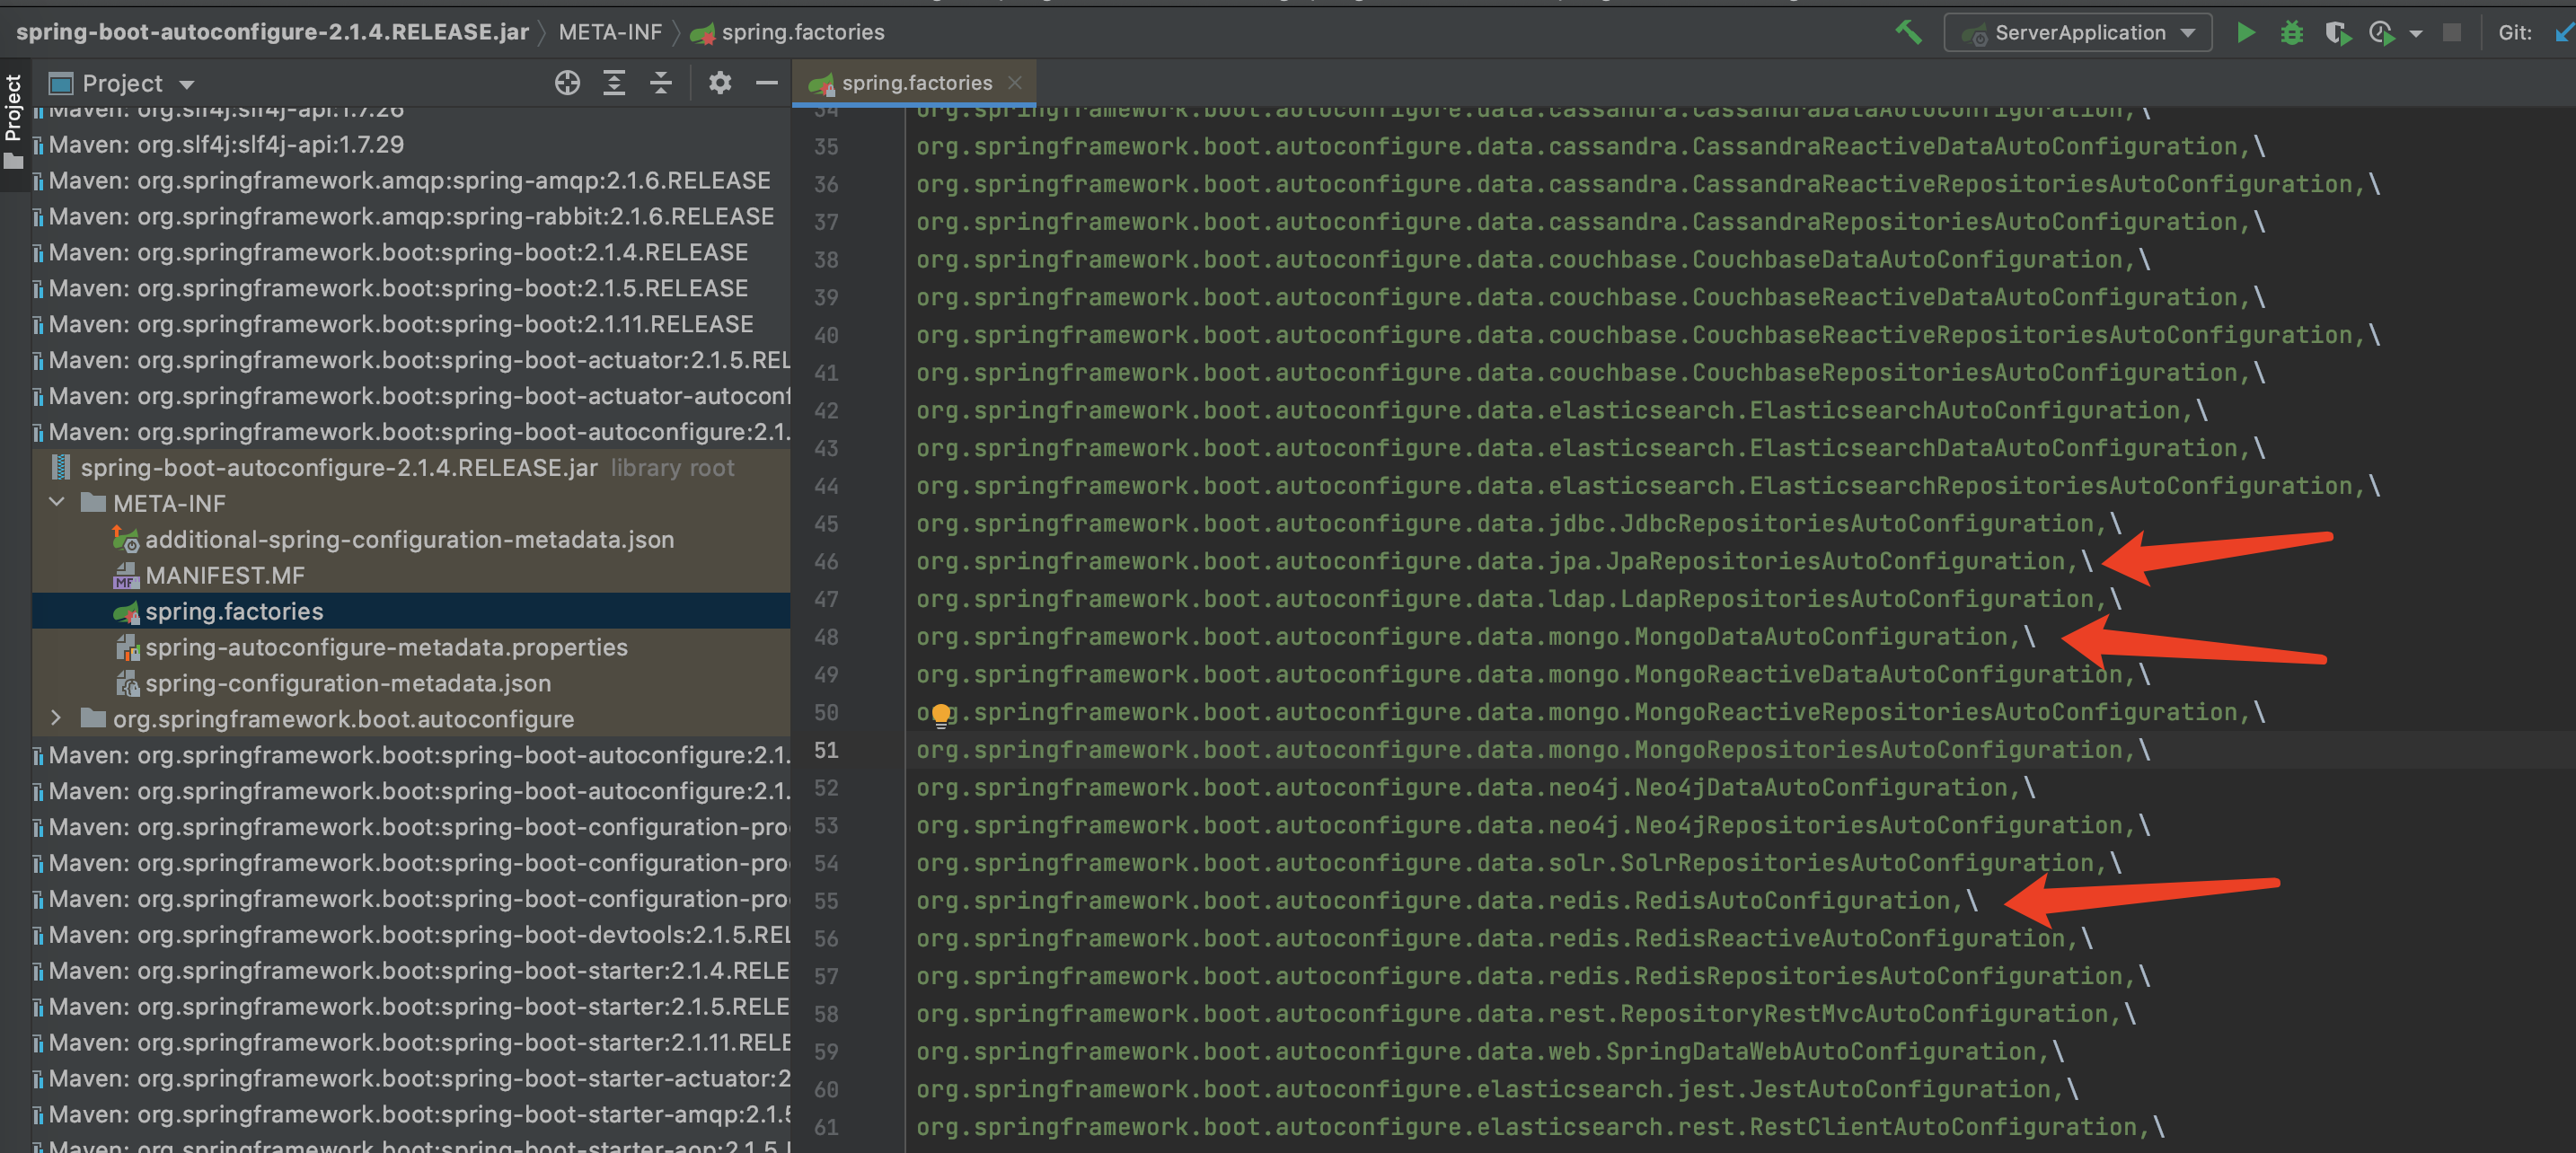 spring-boot-autoconfigure-2.1.4.RELEASE.jar META-INF spring.factories ServerApplication Git:
Project
Project
Maven: org.slf4j:slf4j-api:1.7.26
Maven: org.slf4j:slf4j-api:1.7.29
Maven: org.springframework.amqp:spring-amqp:2.1.6.RELEASE
Maven: org.springframework.amqp:spring-rabbit:2.1.6.RELEASE
Maven: org.springframework.boot:spring-boot:2.1.4.RELEASE
Maven: org.springframework.boot:spring-boot:2.1.5.RELEASE
Maven: org.springframework.boot:spring-boot:2.1.11.RELEASE
Maven: org.springframework.boot:spring-boot-actuator:2.1.5.REL
Maven: org.springframework.boot:spring-boot-actuator-autoconf
Maven: org.springframework.boot:spring-boot-autoconfigure:2.1.
spring-boot-autoconfigure-2.1.4.RELEASE.jar library root
META-INF
additional-spring-configuration-metadata.json
MF MANIFEST.MF
spring.factories
spring-autoconfigure-metadata.properties
spring-configuration-metadata.json
org.springframework.boot.autoconfigure
Maven: org.springframework.boot:spring-boot-autoconfigure:2.1.
Maven: org.springframework.boot:spring-boot-autoconfigure:2.1.
Maven: org.springframework.boot:spring-boot-configuration-pro
Maven: org.springframework.boot:spring-boot-configuration-pro
Maven: org.springframework.boot:spring-boot-configuration-pro
Maven: org.springframework.boot:spring-boot-devtools:2.1.5.REL
Maven: org.springframework.boot:spring-boot-starter:2.1.4.RELE
Maven: org.springframework.boot:spring-boot-starter:2.1.5.RELE
Maven: org.springframework.boot:spring-boot-starter:2.1.11.RELE
Maven: org.springframework.boot:spring-boot-starter-actuator:2
Maven: org.springframework.boot:spring-boot-starter-amqp:2.1.5
Maven: org.springframework.boot:spring-boot-starter-aop:2.1.5.
spring.factories
34 org.springframework.boot.autoconfigure.data.cassandra.CassandraDataAutoConfiguration,\
35 org.springframework.boot.autoconfigure.data.cassandra.CassandraReactiveDataAutoConfiguration,\
36 org.springframework.boot.autoconfigure.data.cassandra.CassandraReactiveRepositoriesAutoConfiguration,\
37 org.springframework.boot.autoconfigure.data.cassandra.CassandraRepositoriesAutoConfiguration,\
38 org.springframework.boot.autoconfigure.data.couchbase.CouchbaseDataAutoConfiguration,\
39 org.springframework.boot.autoconfigure.data.couchbase.CouchbaseReactiveDataAutoConfiguration,\
40 org.springframework.boot.autoconfigure.data.couchbase.CouchbaseReactiveRepositoriesAutoConfiguration,\
41 org.springframework.boot.autoconfigure.data.couchbase.CouchbaseRepositoriesAutoConfiguration,\
42 org.springframework.boot.autoconfigure.data.elasticsearch.ElasticsearchAutoConfiguration,\
43 org.springframework.boot.autoconfigure.data.elasticsearch.ElasticsearchDataAutoConfiguration,\
44 org.springframework.boot.autoconfigure.data.elasticsearch.ElasticsearchRepositoriesAutoConfiguration,\
45 org.springframework.boot.autoconfigure.data.jdbc.JdbcRepositoriesAutoConfiguration,\
46 org.springframework.boot.autoconfigure.data.jpa.JpaRepositoriesAutoConfiguration,\
47 org.springframework.boot.autoconfigure.data.ldap.LdapRepositoriesAutoConfiguration,\
48 org.springframework.boot.autoconfigure.data.mongo.MongoDataAutoConfiguration,\
49 org.springframework.boot.autoconfigure.data.mongo.MongoReactiveDataAutoConfiguration,\
50 org.springframework.boot.autoconfigure.data.mongo.MongoReactiveRepositoriesAutoConfiguration,\
51 org.springframework.boot.autoconfigure.data.mongo.MongoRepositoriesAutoConfiguration,\
52 org.springframework.boot.autoconfigure.data.neo4j.Neo4jDataAutoConfiguration,\
53 org.springframework.boot.autoconfigure.data.neo4j.Neo4jRepositoriesAutoConfiguration,\
54 org.springframework.boot.autoconfigure.data.solr.SolrRepositoriesAutoConfiguration,\
55 org.springframework.boot.autoconfigure.data.redis.RedisAutoConfiguration,\
56 org.springframework.boot.autoconfigure.data.redis.RedisReactiveAutoConfiguration,\
57 org.springframework.boot.autoconfigure.data.redis.RedisRepositoriesAutoConfiguration,\
58 org.springframework.boot.autoconfigure.data.rest.RepositoryRestMvcAutoConfiguration,\
59 org.springframework.boot.autoconfigure.data.web.SpringDataWebAutoConfiguration,\
60 org.springframework.boot.autoconfigure.elasticsearch.jest.JestAutoConfiguration,\
61 org.springframework.boot.autoconfigure.elasticsearch.rest.RestClientAutoConfiguration,\